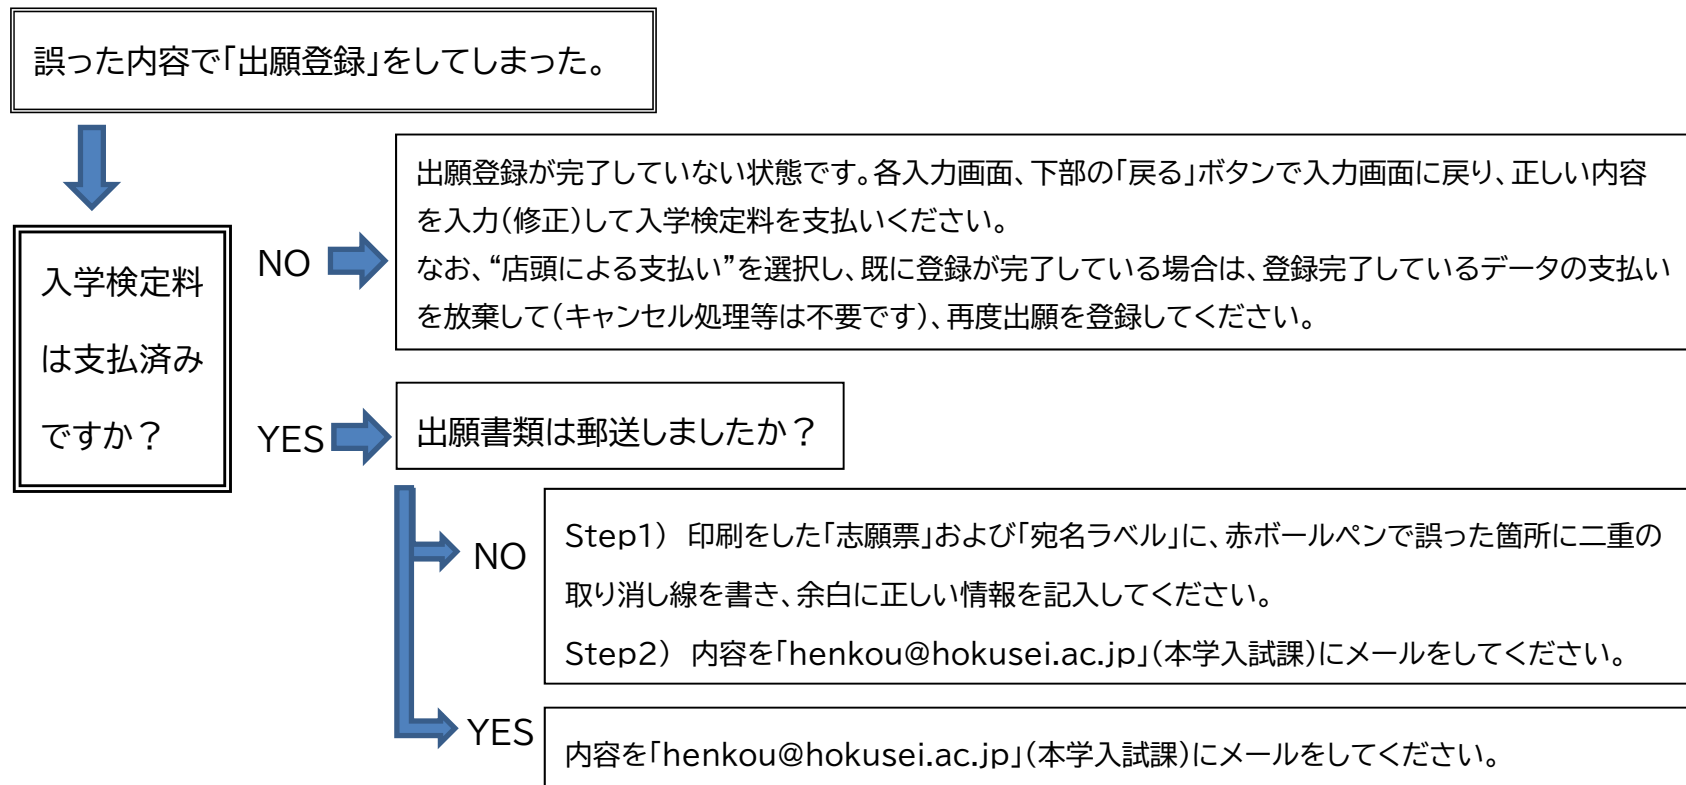 誤った内容で「出願登録」をしてしまった。
出願登録が完了していない状態です。各入力画面、下部の「戻る」ボタンで入力画面に戻り、正しい内容
を入力(修正)して入学検定料を支払いください。
なお、“店頭による支払い”を選択し、既に登録が完了している場合は、登録完了しているデータの支払い
を放棄して(キャンセル処理等は不要です)、再度出願を登録してください。
NO
入学検定料
は支払済み
ですか?
YES
出願書類は郵送しましたか?
NO
Step1) 印刷をした「志願票」および「宛名ラベル」に、赤ボールペンで誤った箇所に二重の
取り消し線を書き、余白に正しい情報を記入してください。
Step2) 内容を「henkou@hokusei.ac.jp」(本学入試課)にメールをしてください。
YES
内容を「henkou@hokusei.ac.jp」(本学入試課)にメールをしてください。